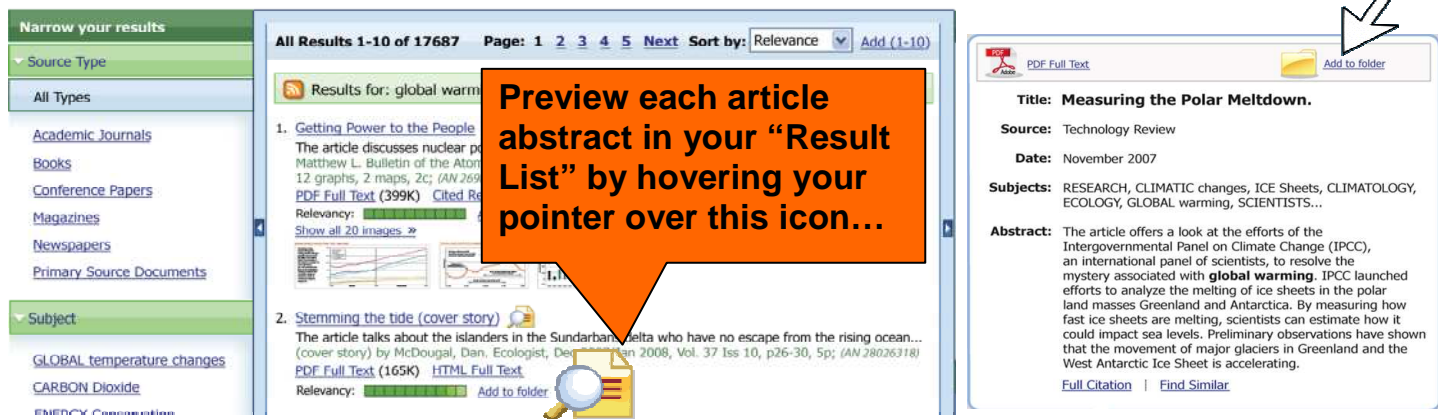 Narrow your results
Source Type
All Types
Academic Journals
Books
Conference Papers
Magazines
Newspapers
Primary Source Documents
Subject
GLOBAL temperature changes
CARBON Dioxide
ENERGY
All Results 1-10 of 17687 Page: 1 2 3 4 5 Next Sort by: Relevance Add (1-10)
Results for: global warm
1. Getting Power to the People
The article discusses nuclear
Matthew L. Bulletin of the
12 graphs, 2 maps, 2c; (AN
PDF Full Text (399K) Cited
Relevancy:
Show all 20 images »
Preview each article
abstract in your “Result
List” by hovering your
pointer over this icon…
2. Stemming the tide (cover story)
The article talks about the islanders in the Sundarbans delta who have no escape from the rising ocean...
(cover story) by McDougal, Dan. Ecologist, Jan 2008, Vol. 37 Iss 10, p26-30, 5p; (AN 28026318)
PDF Full Text (165K) HTML Full Text
Relevancy: Add to folder
PDF
Adobe
PDF Full Text
Add to folder
Title: Measuring the Polar Meltdown.
Source: Technology Review
Date: November 2007
Subjects: RESEARCH, CLIMATIC changes, ICE Sheets, CLIMATOLOGY,
ECOLOGY, GLOBAL warming, SCIENTISTS...
Abstract: The article offers a look at the efforts of the
Intergovernmental Panel on Climate Change (IPCC),
an international panel of scientists, to resolve the
mystery associated with global warming. IPCC launched
efforts to analyze the melting of ice sheets in the polar
land masses Greenland and Antarctica. By measuring how
fast ice sheets are melting, scientists can estimate how it
could impact sea levels. Preliminary observations have shown
that the movement of major glaciers in Greenland and the
West Antarctic Ice Sheet is accelerating.
Full Citation | Find Similar